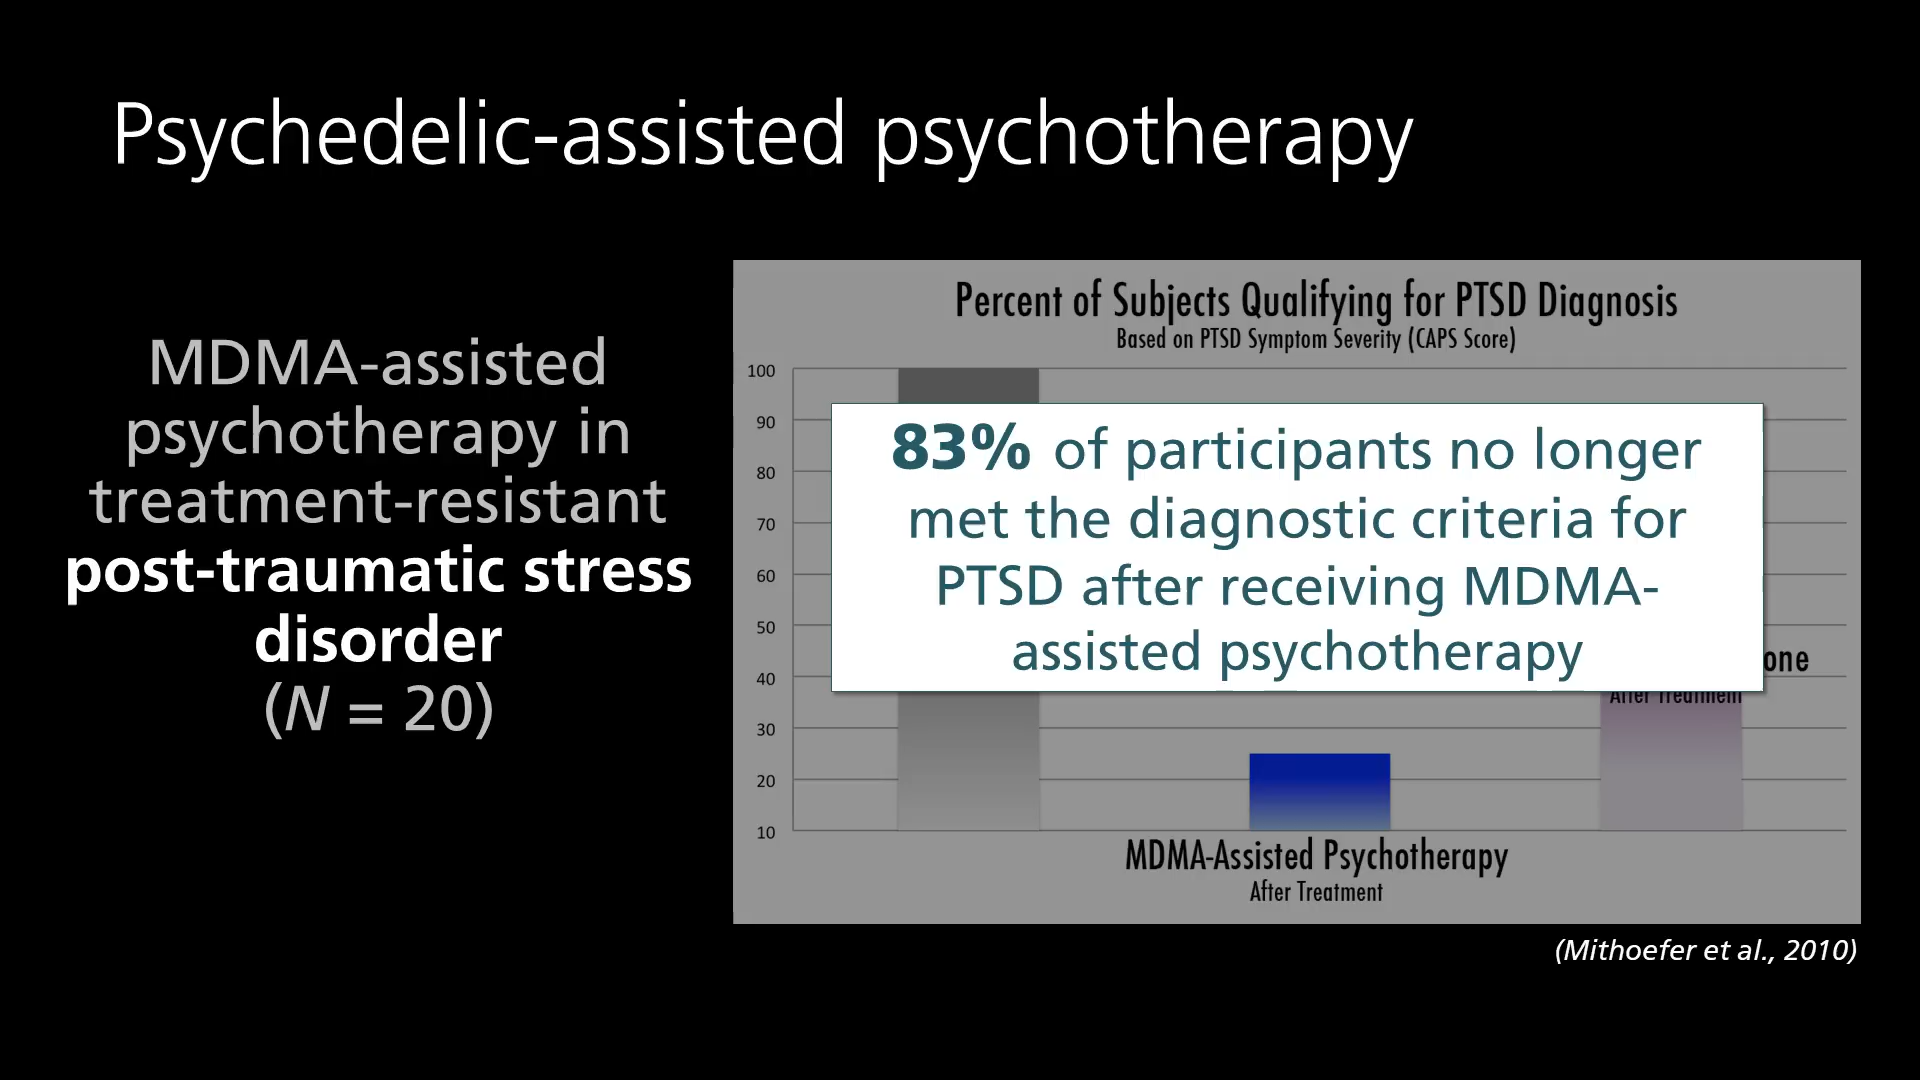 Psychedelic-assisted psychotherapy
MDMA-assisted
psychotherapy in
treatment-resistant
post-traumatic stress
disorder
(N = 20)
Percent of Subjects Qualifying for PTSD Diagnosis
Based on PTSD Symptom Severity (CAPS Score)
100
90
80
70
60
50
40
30
20
10
83% of participants no longer
met the diagnostic criteria for
PTSD after receiving MDMA-
assisted psychotherapy
After Treatment
MDMA-Assisted Psychotherapy
After Treatment
(Mithoefer et al., 2010)